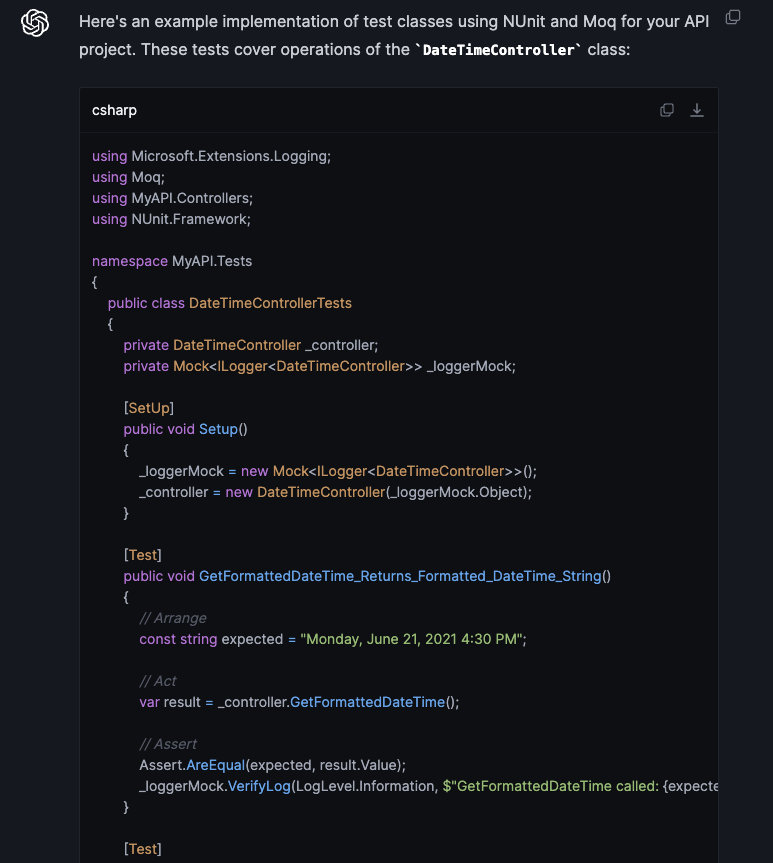 Here's an example implementation of test classes using NUnit and Moq for your API
project. These tests cover operations of the `DateTimeController` class:
csharp
using Microsoft.Extensions.Logging;
using Moq;
using MyAPI.Controllers;
using NUnit.Framework;
namespace MyAPI.Tests
{
public class DateTimeControllerTests
{
private DateTimeController _controller;
private Mock<ILogger<DateTimeController>> _loggerMock;
[SetUp]
public void Setup()
{
_loggerMock = new Mock<ILogger<DateTimeController>>();
_controller = new DateTimeController(_loggerMock.Object);
}
[Test]
public void GetFormattedDateTime_Returns_Formatted_DateTime_String()
{
// Arrange
const string expected = "Monday, June 21, 2021 4:30 PM";
// Act
var result = _controller.GetFormattedDateTime();
// Assert
Assert.AreEqual(expected, result.Value);
_loggerMock.VerifyLog(LogLevel.Information, $"GetFormattedDateTime called: {expecte
}
[Test]